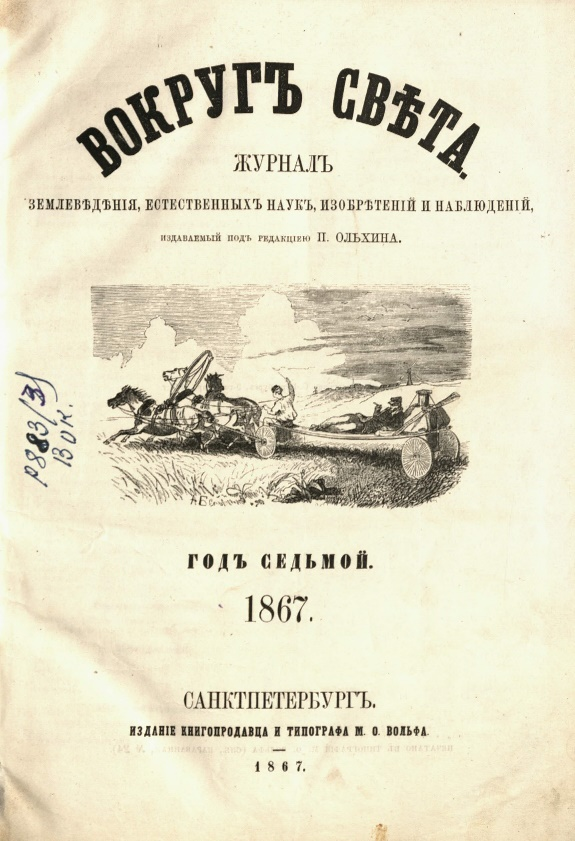 ВОКРУГЪ СВѢТА.
ЖУРНАЛЪ
ЗЕМЛЕВѢДѢНІЯ, ЕСТЕСТВЕННЫХЪ НАУКЪ, ИЗОБРѢТЕНІЙ И НАБЛЮДЕНІЙ,
ИЗДАВАЕМЫЙ ПОДЪ РЕДАКЦІЕЮ П. ОЛЬХИНА.
Р883/3)
ВОК.
ГОДЪ СЕДЬМОЙ.
1867.
САНКТПЕТЕРБУРГЪ.
ИЗДАНІЕ КНИГОПРОДАВЦА И ТИПОГРАФА М. О. ВОЛЬФА.
1867.